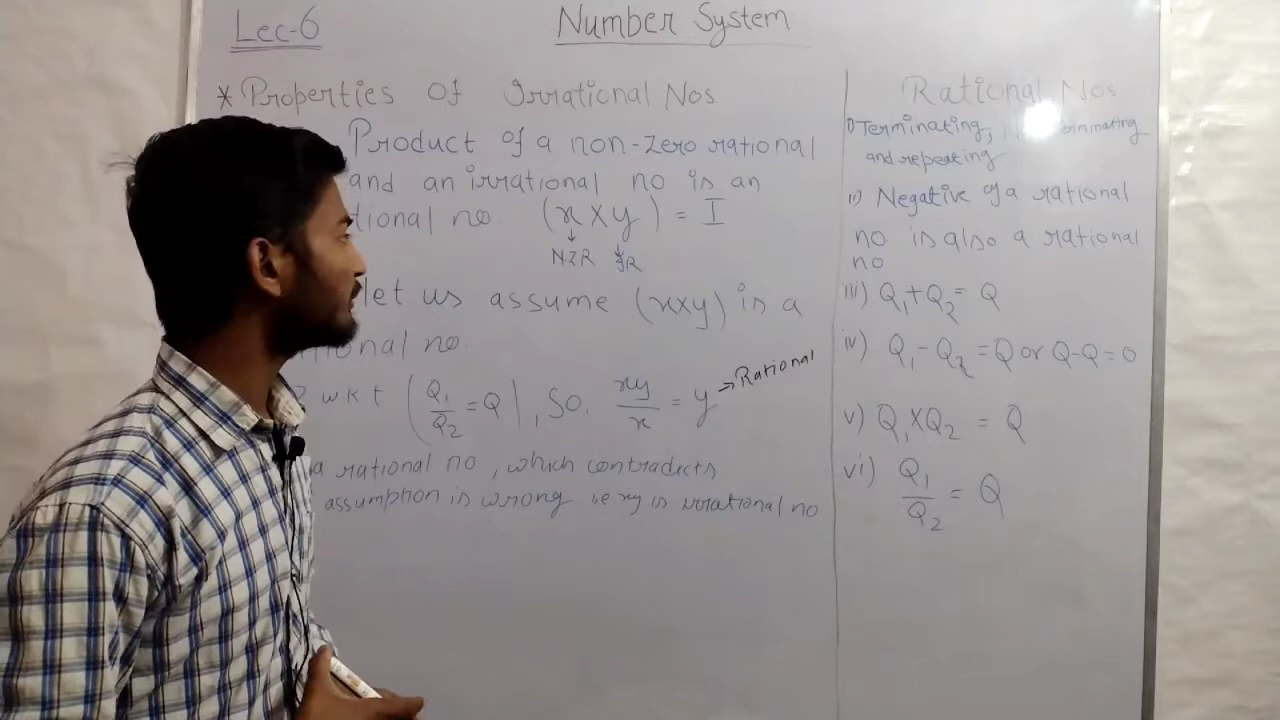 Lec-6
Number System
* Properties of Irrational Nos
Product of a non-zero rational
and an irrational no is an
tional no (x X y) = I
↓ ↓
NZR IR
let us assume (xxy) is a
tional no.
w.k.t (Q₁/Q₂ = Q), So. xy/x = y → Rational
a rational no, which contradicts
assumption is wrong i.e xy is irrational no
Rational Nos
i) Terminating, terminating
and repeating
ii) Negative of a rational
no is also a rational
no
iii) Q₁+Q₂ = Q
iv) Q₁-Q₂ = Q or Q-Q=0
v) Q₁XQ₂ = Q
vi) Q₁/Q₂ = Q